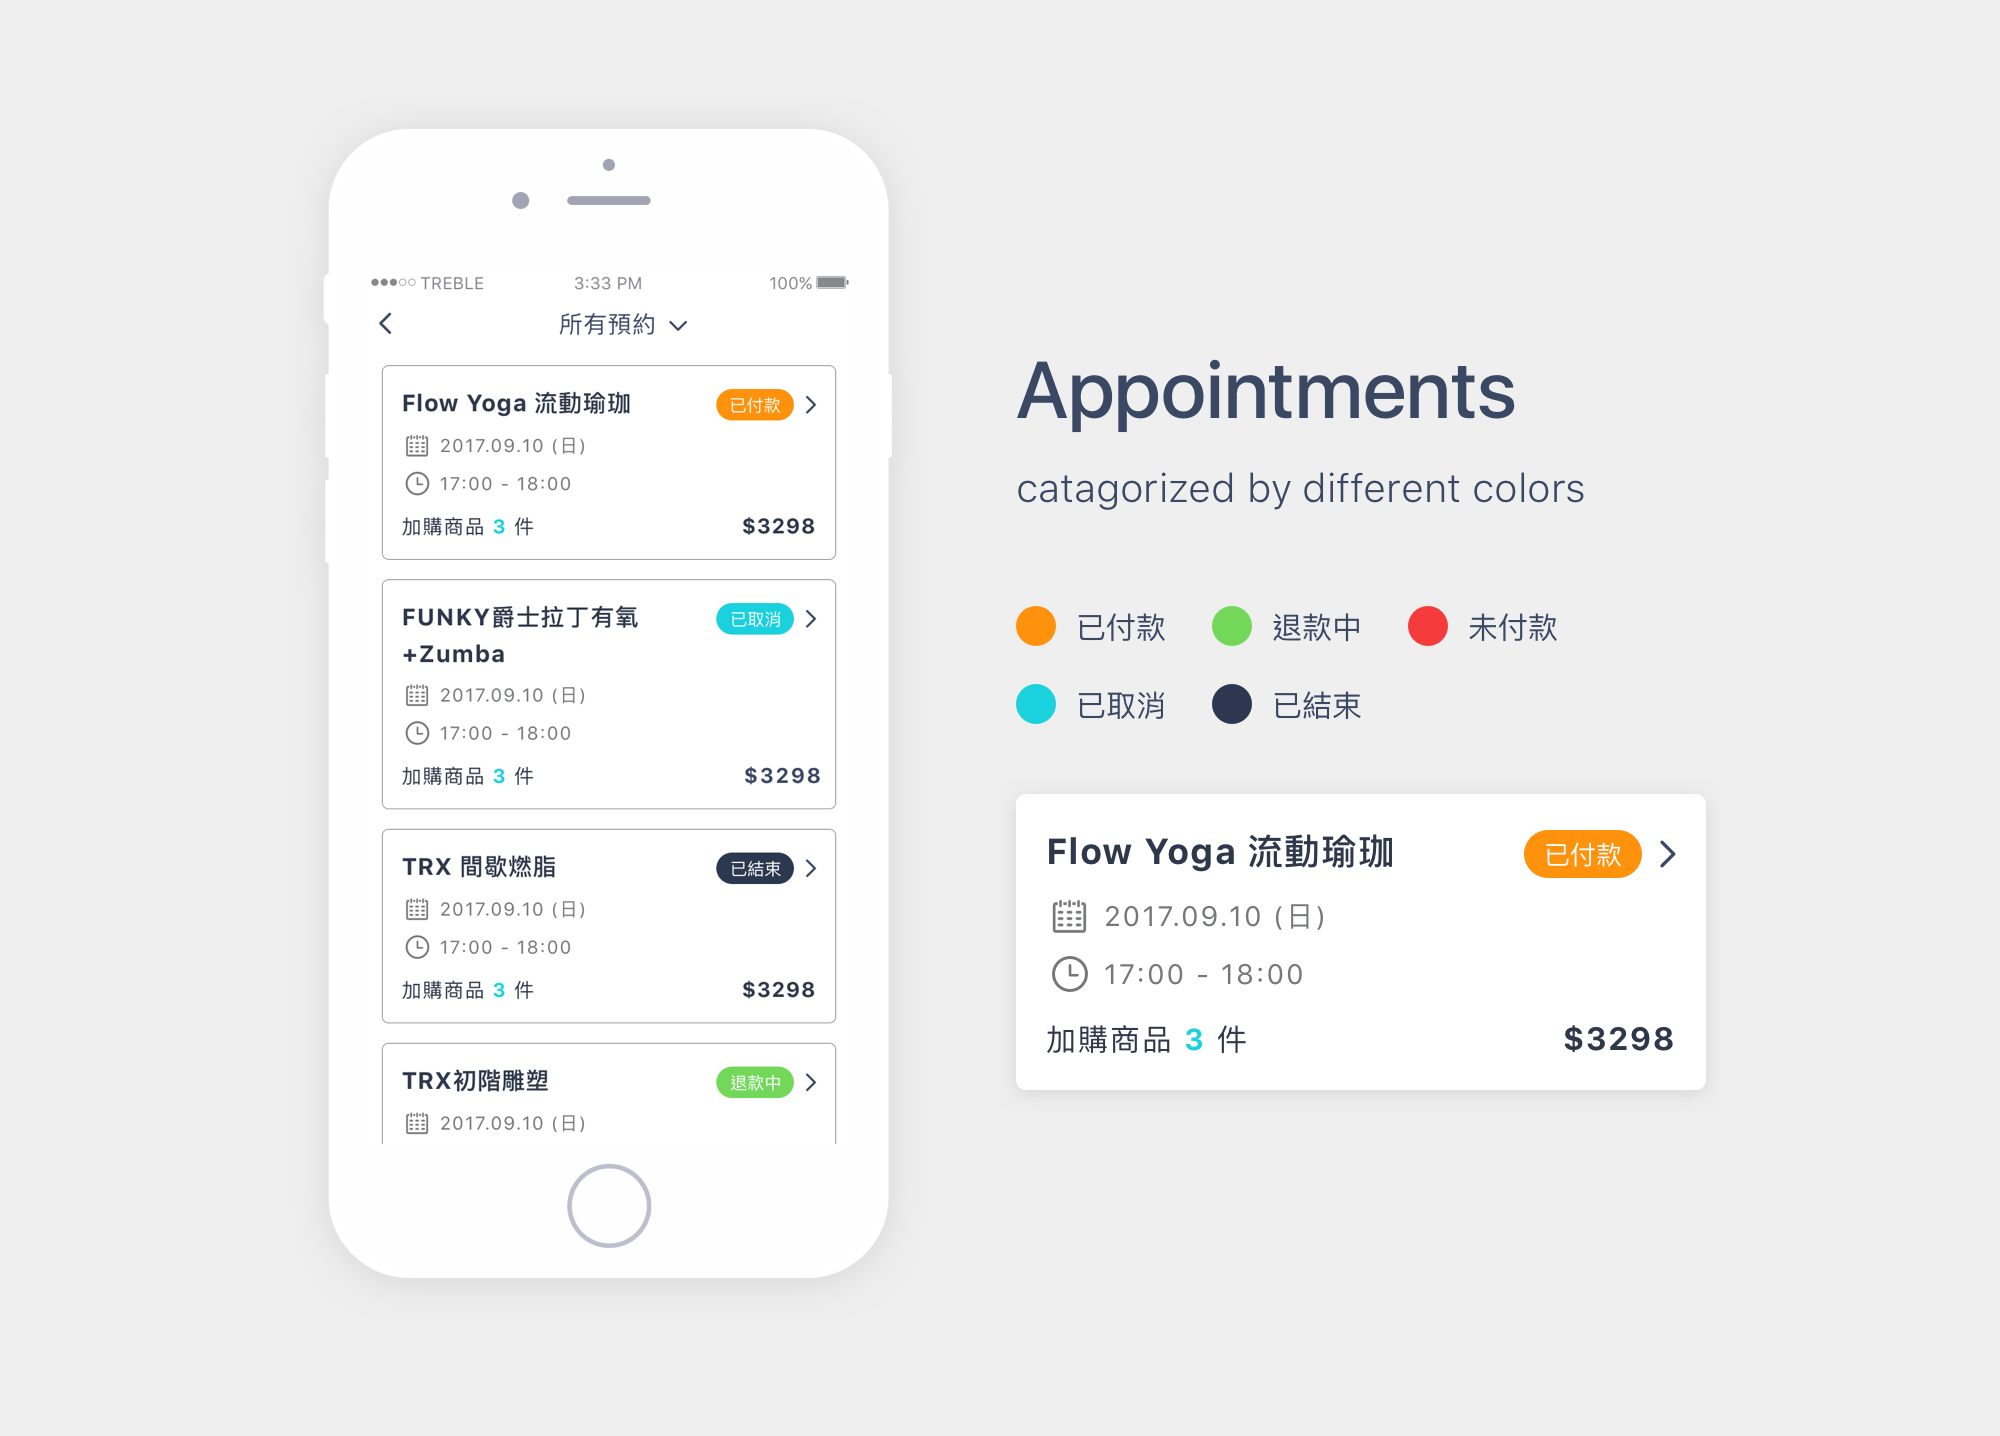 TREBLE 3:33 PM 100%
所有預約
Flow Yoga 流動瑜珈 已付款
2017.09.10 (日)
17:00 - 18:00
加購商品 3 件 $3298
FUNKY爵士拉丁有氧 已取消
+Zumba
2017.09.10 (日)
17:00 - 18:00
加購商品 3 件 $3298
TRX 間歇燃脂 已結束
2017.09.10 (日)
17:00 - 18:00
加購商品 3 件 $3298
TRX初階雕塑 退款中
2017.09.10 (日)
Appointments
catagorized by different colors
已付款 退款中 未付款
已取消 已結束
Flow Yoga 流動瑜珈 已付款
2017.09.10 (日)
17:00 - 18:00
加購商品 3 件 $3298